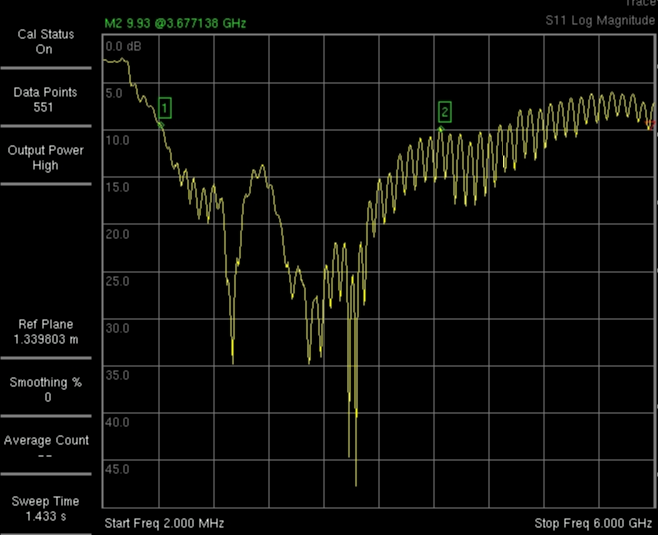 Trace
Cal Status
On
M2 9.93 @3.677138 GHz
S11 Log Magnitude
0.0 dB
Data Points
551
5.0
1
2
10.0
Output Power
High
15.0
20.0
25.0
30.0
Ref Plane
1.339803 m
35.0
Smoothing %
0
40.0
Average Count
--
45.0
Sweep Time
1.433 s
Start Freq 2.000 MHz
Stop Freq 6.000 GHz